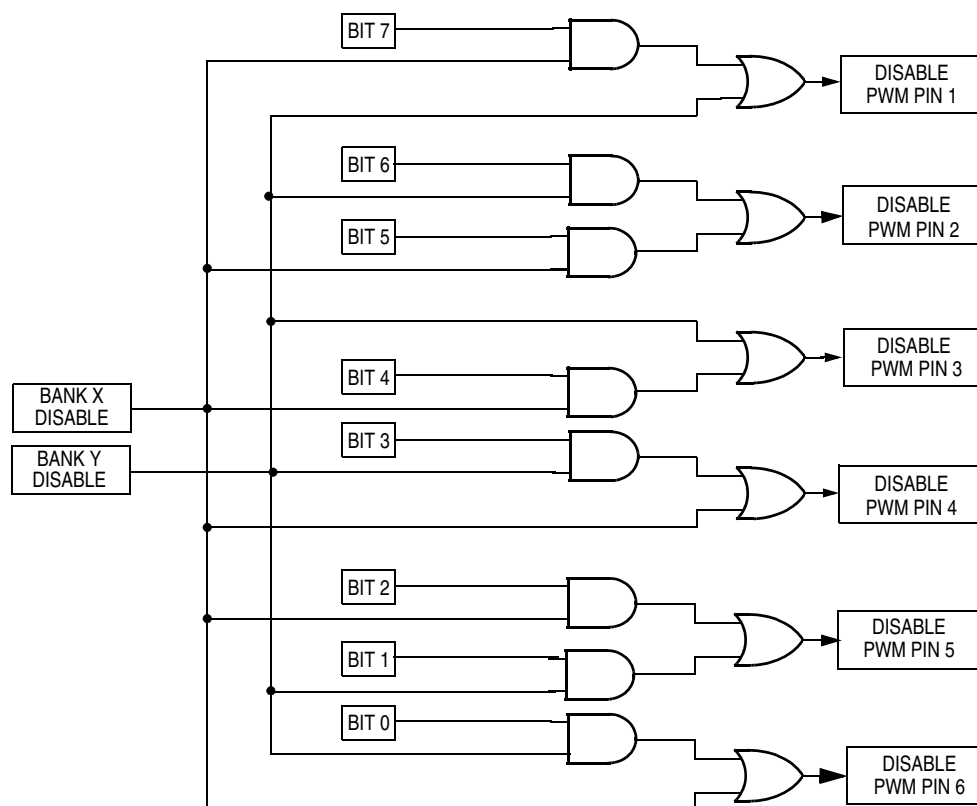 BIT 7
DISABLE
PWM PIN 1
BIT 6
DISABLE
PWM PIN 2
BIT 5
DISABLE
PWM PIN 3
BIT 4
BANK X
DISABLE
BIT 3
BANK Y
DISABLE
DISABLE
PWM PIN 4
BIT 2
DISABLE
PWM PIN 5
BIT 1
BIT 0
DISABLE
PWM PIN 6